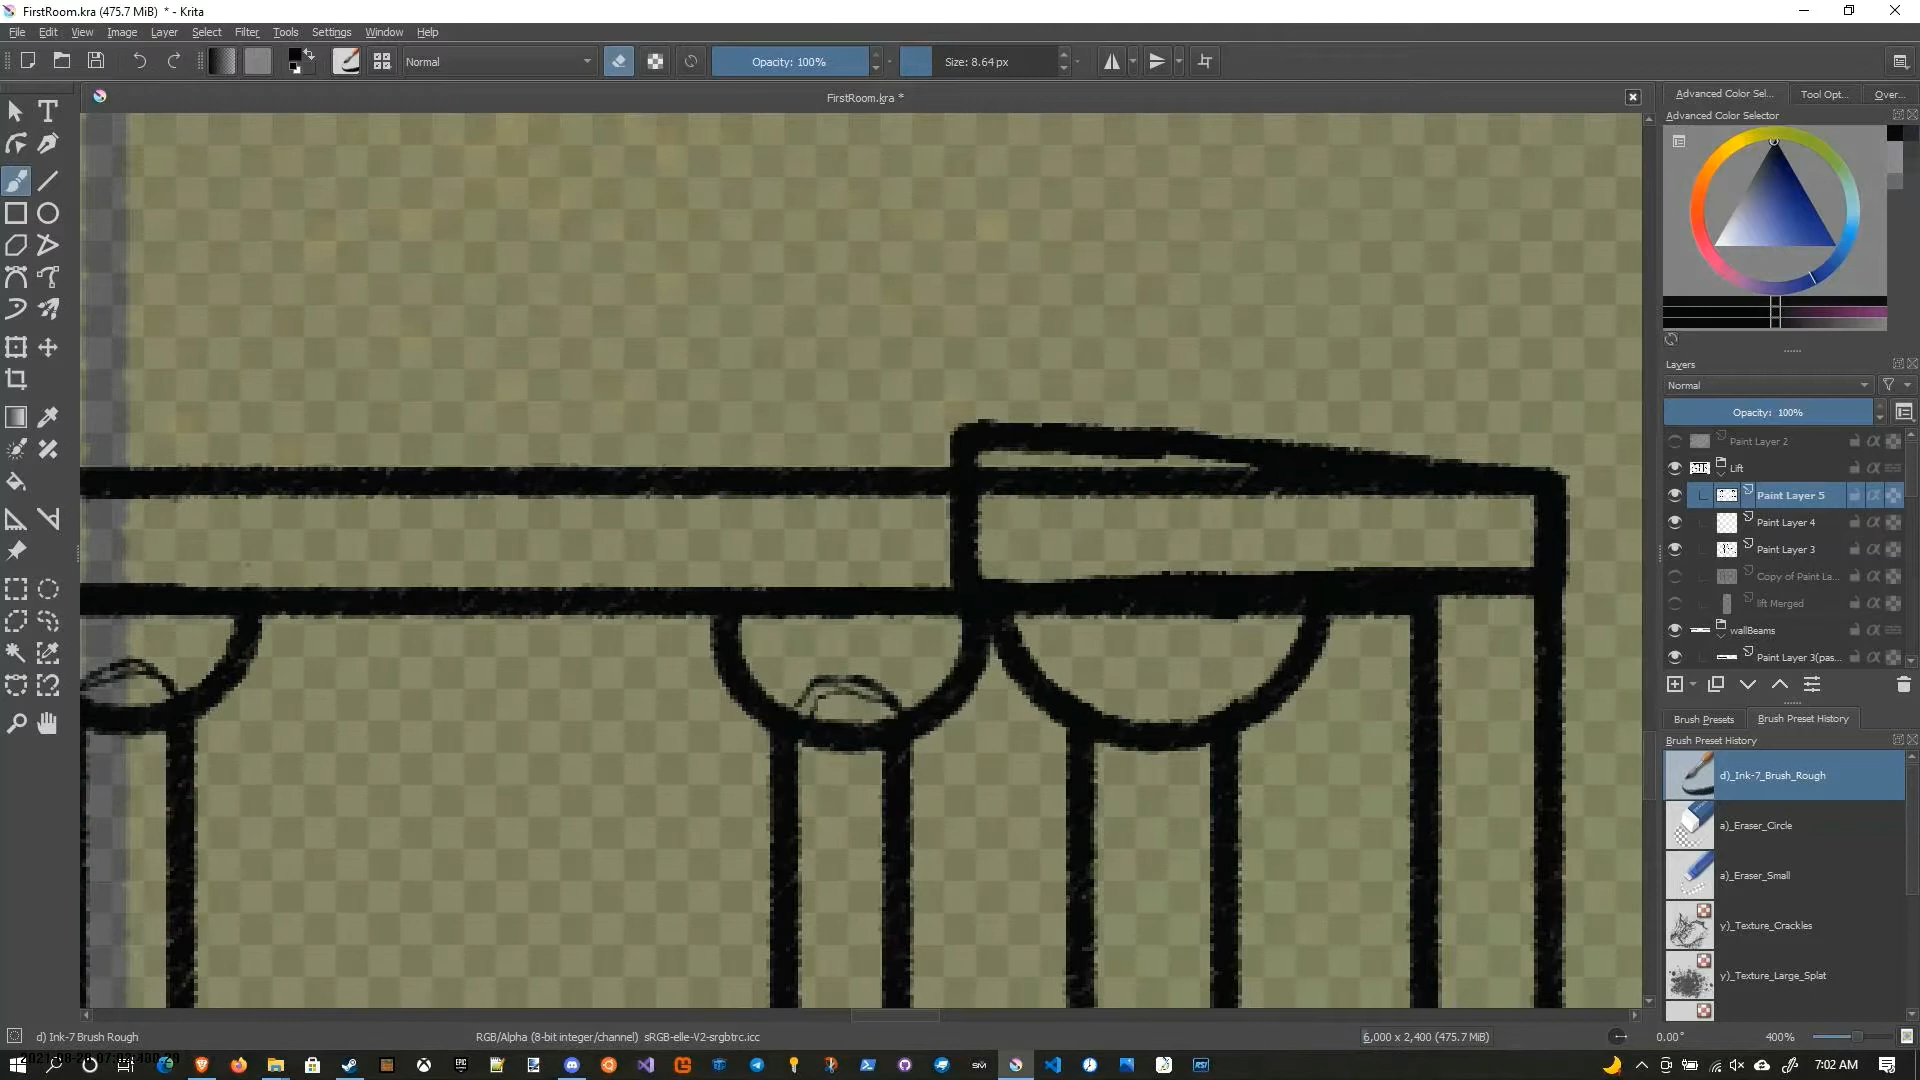 FirstRoom.kra (475.7 MiB) * - Krita
File Edit View Image Layer Select Filter Tools Settings Window Help
Normal Opacity: 100% Size: 8.64 px
FirstRoom.kra *
Advanced Color Sel... Tool Opt... Over...
Advanced Color Selector
Layers
Normal
Opacity: 100%
Paint Layer 2
Lift
Paint Layer 5
Paint Layer 4
Paint Layer 3
Copy of Paint La...
lift Merged
wallBeams
Paint Layer 3(pas...
Brush Presets Brush Preset History
Brush Preset History
d)_Ink-7_Brush_Rough
a)_Eraser_Circle
a)_Eraser_Small
y)_Texture_Crackles
y)_Texture_Large_Splat
d) Ink-7 Brush Rough RGB/Alpha (8-bit integer/channel) sRGB-elle-V2-srgbtrc.icc 6,000 x 2,400 (475.7 MiB) 0.00° 400%
EPIC SM RSI 7:02 AM